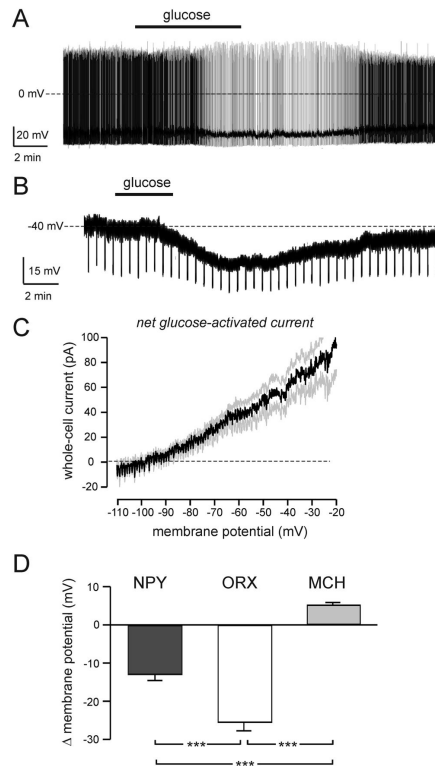 A
glucose
0 mV
20 mV
2 min
B
glucose
-40 mV
15 mV
2 min
C
net glucose-activated current
whole-cell current (pA)
100
80
60
40
20
0
-20
-110 -100 -90 -80 -70 -60 -50 -40 -30 -20
membrane potential (mV)
D
NPY ORX MCH
Δ membrane potential (mV)
10
0
-10
-20
-30
*** ***
***